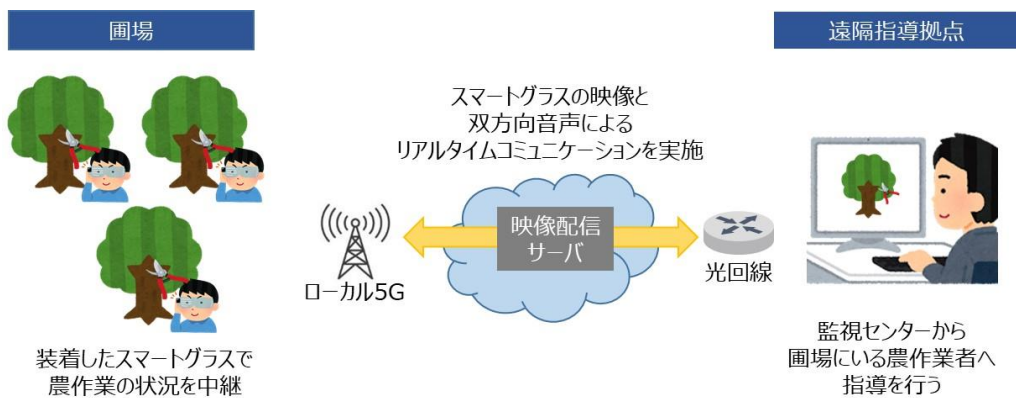 圃場
遠隔指導拠点
スマートグラスの映像と
双方向音声による
リアルタイムコミュニケーションを実施
映像配信
サーバ
ローカル5G
光回線
装着したスマートグラスで
農作業の状況を中継
監視センターから
圃場にいる農作業者へ
指導を行う